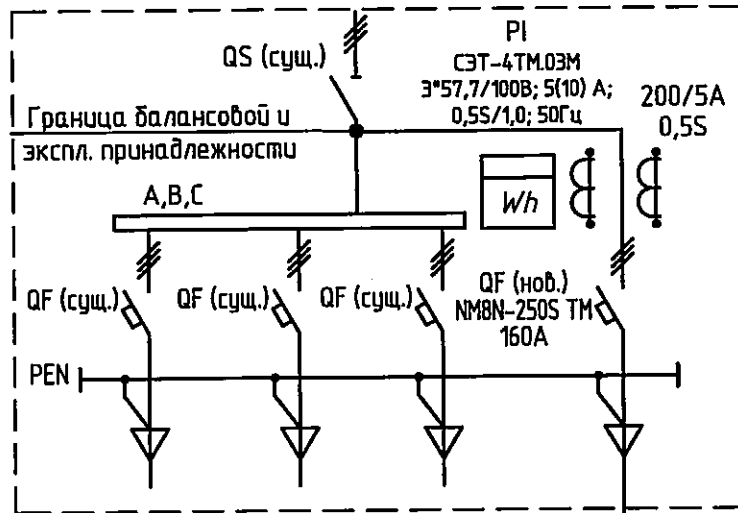 QS (сущ.)
PI
СЭТ-4ТМ.03М
3*57,7/100В; 5(10) А;
0,5S/1,0; 50Гц
200/5А
0,5S
Граница балансовой и
экспл. принадлежности
A,B,C
Wh
QF (сущ.)
QF (сущ.)
QF (сущ.)
QF (нов.)
NM8N-250S TM
160А
PEN